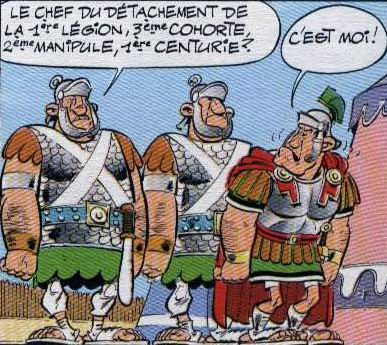 LE CHEF DU DÉTACHEMENT DE
LA 1ère LÉGION, 3ème COHORTE,
2ème MANIPULE, 1ère CENTURIE?
C'EST MOI!